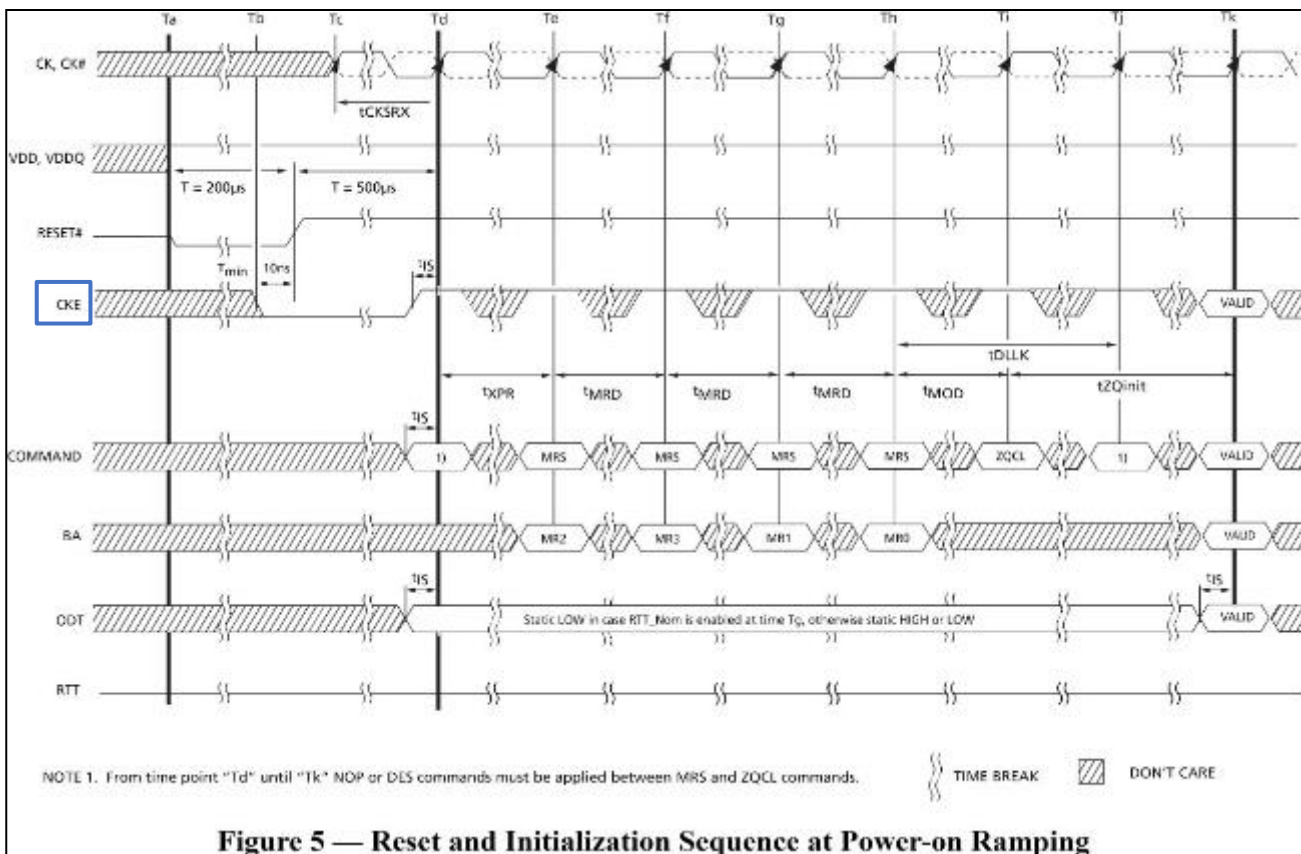 Ta Tb Tc Td Te Tf Tg Th Ti Tj Tk
CK, CK#
tCKSRX
VDD, VDDQ
T = 200µs T = 500µs
RESET#
Tmin 10ns tIS
CKE VALID
tDLLK
tXPR tMRD tMRD tMRD tMOD tZQinit
tIS
COMMAND 1) MRS MRS MRS MRS ZQCL 1) VALID
BA MR2 MR3 MR1 MR0 VALID
tIS tIS
ODT Static LOW in case RTT_Nom is enabled at time Tg, otherwise static HIGH or LOW VALID
RTT
NOTE 1. From time point "Td" until "Tk" NOP or DES commands must be applied between MRS and ZQCL commands. TIME BREAK DON'T CARE
Figure 5 — Reset and Initialization Sequence at Power-on Ramping